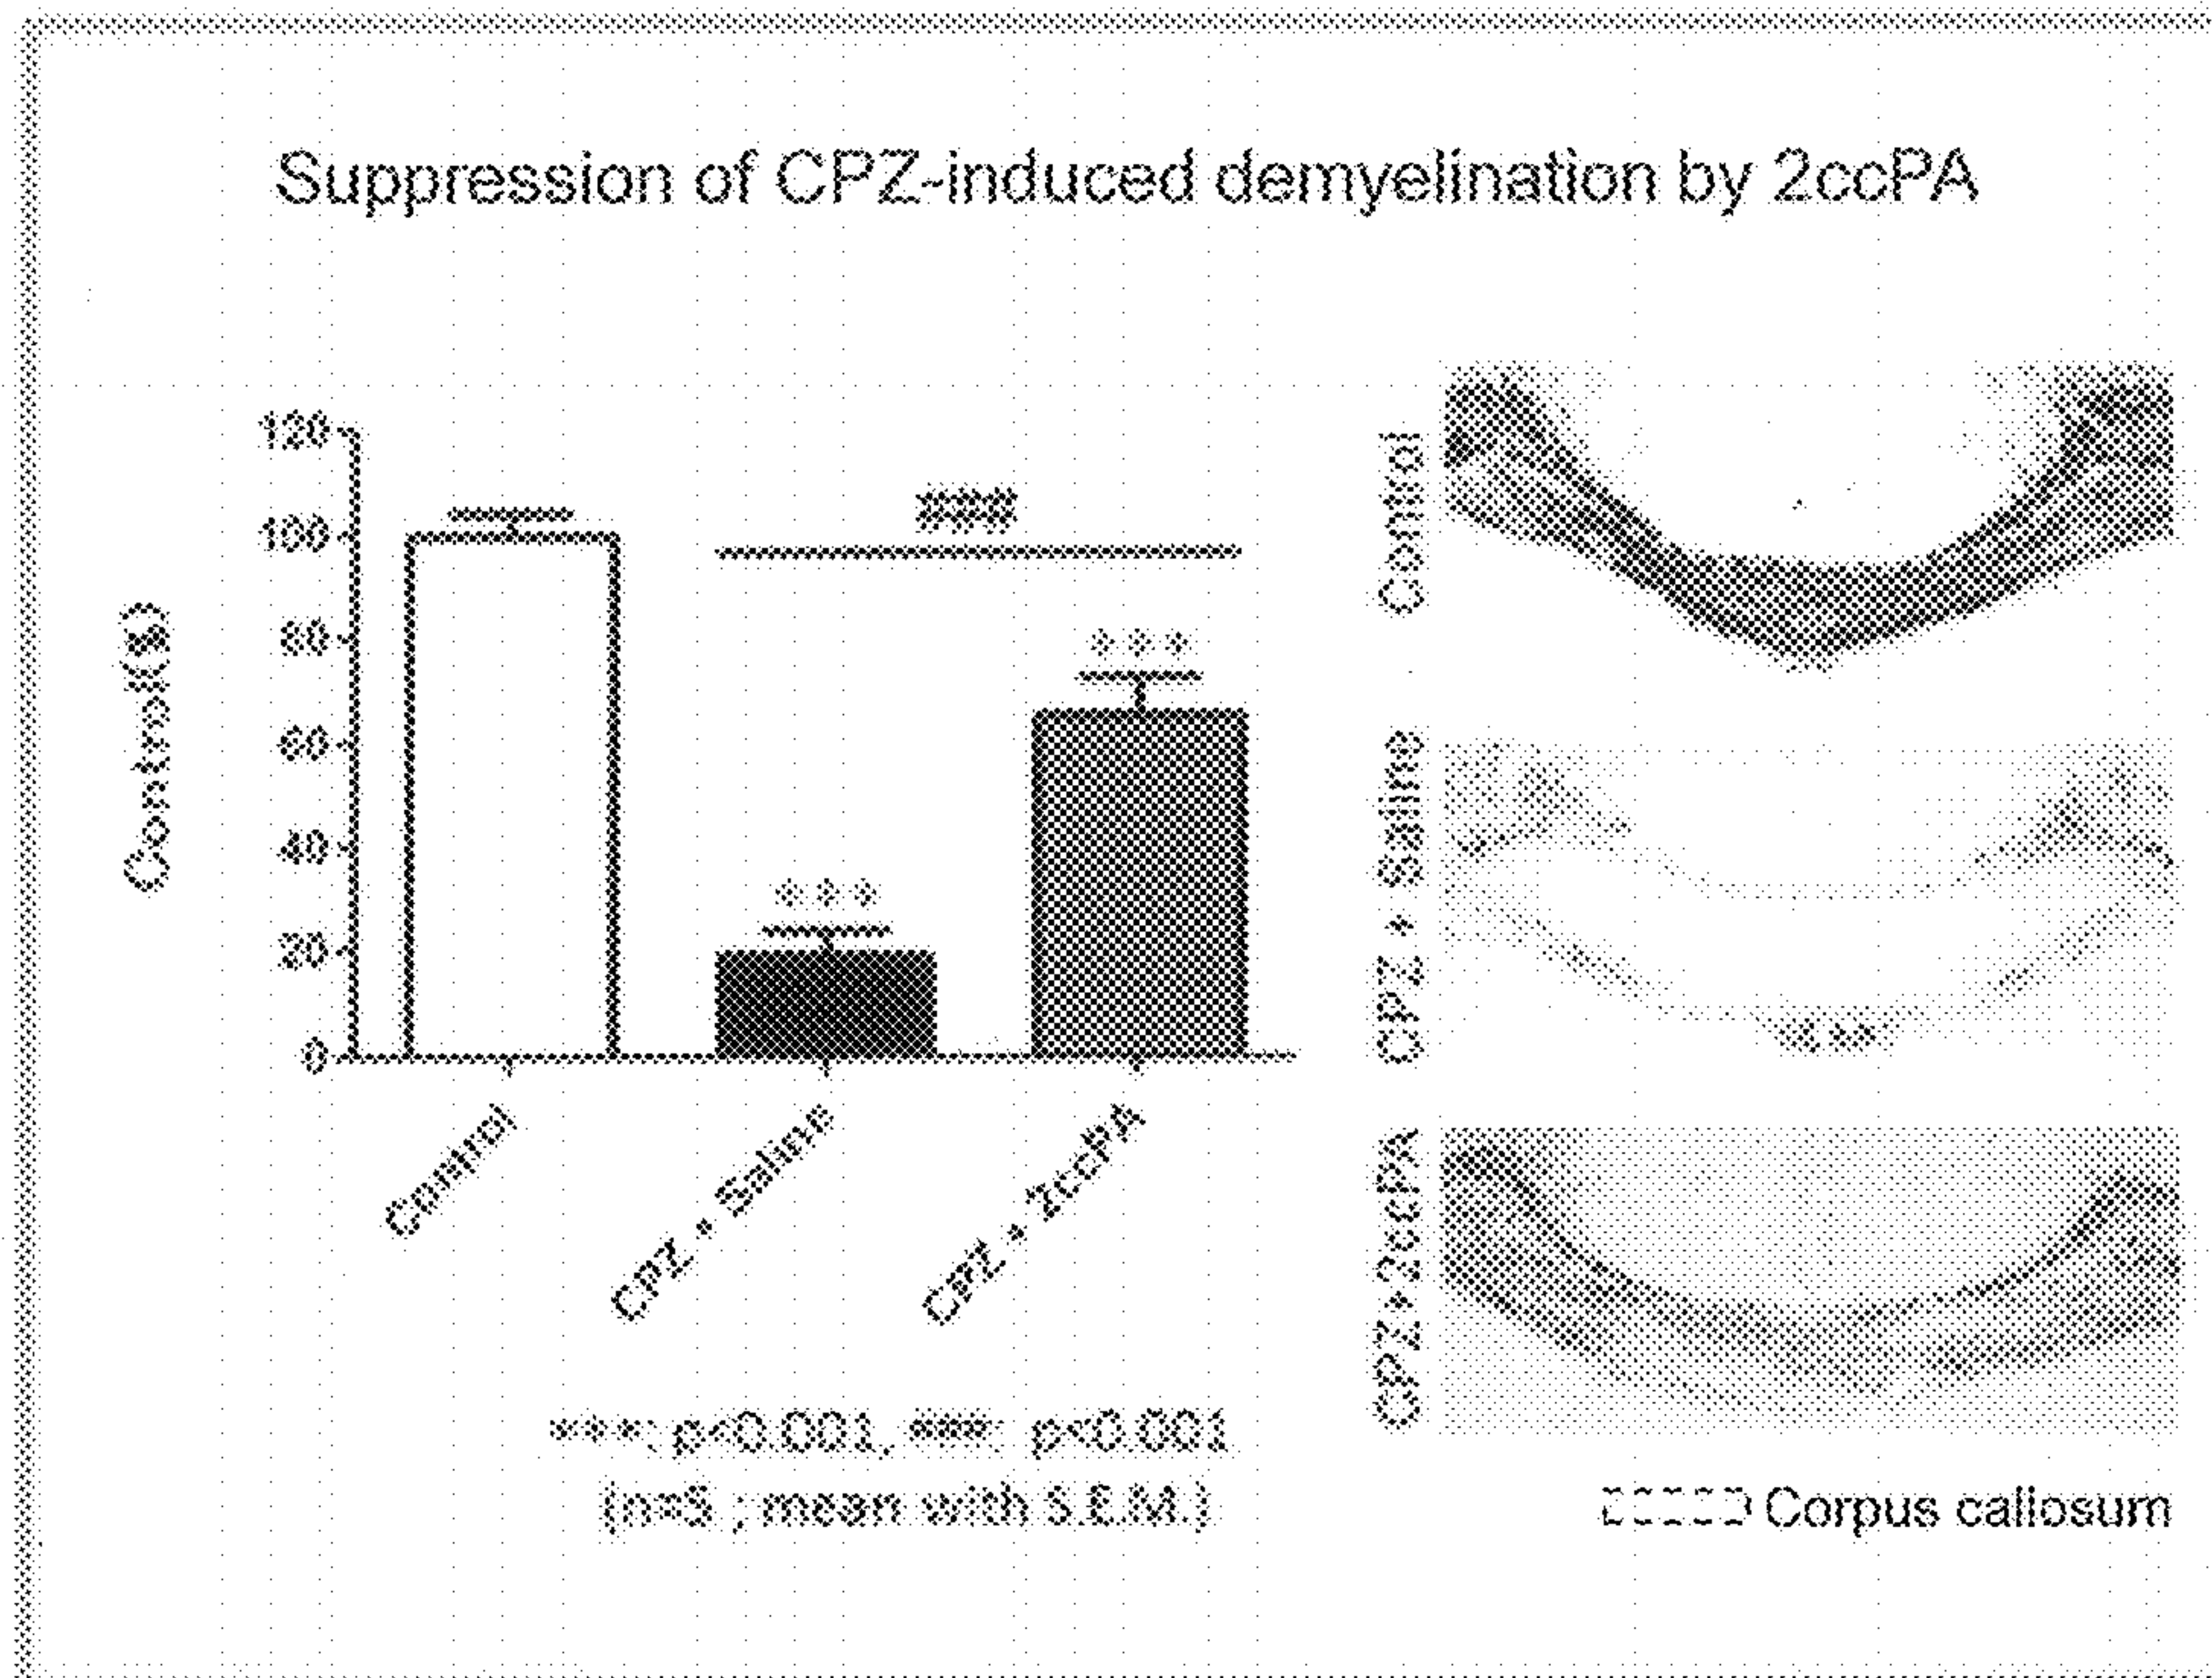 Suppression of CPZ-induced demyelination by 2ccPA
Control(%)
120
100
80
60
40
20
0
###
***
***
Control
CPZ + Saline
CPZ + 2ccPA
***: p<0.001, ###: p<0.001
(n=5 ; mean with S.E.M.)
Control
CPZ + Saline
CPZ+2ccPA
Corpus callosum